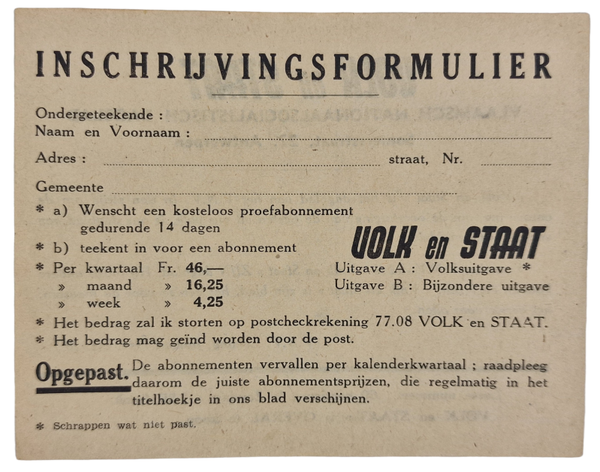 INSCHRIJVINGSFORMULIER
Ondergeteekende :
Naam en Voornaam :
Adres : straat, Nr.
Gemeente
* a) Wenscht een kosteloos proefabonnement
gedurende 14 dagen
* b) teekent in voor een abonnement
VOLK en STAAT
* Per kwartaal Fr. 46,—
Uitgave A : Volksuitgave *
» maand » 16,25
Uitgave B : Bijzondere uitgave
» week » 4,25
* Het bedrag zal ik storten op postcheckrekening 77.08 VOLK en STAAT.
* Het bedrag mag geïnd worden door de post.
Opgepast. De abonnementen vervallen per kalenderkwartaal ; raadpleeg
daarom de juiste abonnementsprijzen, die regelmatig in het
titelhoekje in ons blad verschijnen.
* Schrappen wat niet past.